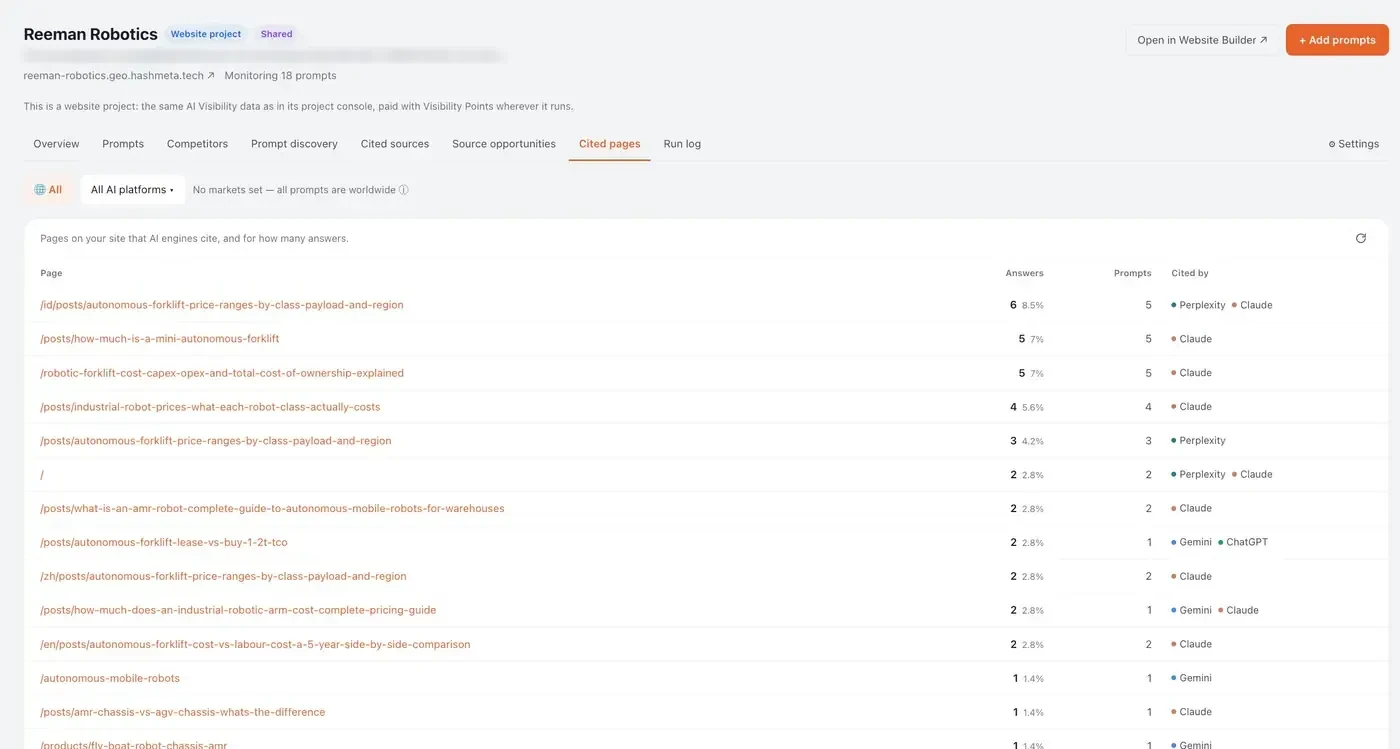 Reeman Robotics Website project Shared
Open in Website Builder ↗ + Add prompts
reeman-robotics.geo.hashmeta.tech ↗ Monitoring 18 prompts
This is a website project: the same AI Visibility data as in its project console, paid with Visibility Points wherever it runs.
Overview Prompts Competitors Prompt discovery Cited sources Source opportunities Cited pages Run log Settings
All All AI platforms No markets set — all prompts are worldwide ⓘ
Pages on your site that AI engines cite, and for how many answers.
Page Answers Prompts Cited by
/id/posts/autonomous-forklift-price-ranges-by-class-payload-and-region 6 8.5% 5 Perplexity Claude
/posts/how-much-is-a-mini-autonomous-forklift 5 7% 5 Claude
/robotic-forklift-cost-capex-opex-and-total-cost-of-ownership-explained 5 7% 5 Claude
/posts/industrial-robot-prices-what-each-robot-class-actually-costs 4 5.6% 4 Claude
/posts/autonomous-forklift-price-ranges-by-class-payload-and-region 3 4.2% 3 Perplexity
/ 2 2.8% 2 Perplexity Claude
/posts/what-is-an-amr-robot-complete-guide-to-autonomous-mobile-robots-for-warehouses 2 2.8% 2 Claude
/posts/autonomous-forklift-lease-vs-buy-1-2t-tco 2 2.8% 1 Gemini ChatGPT
/zh/posts/autonomous-forklift-price-ranges-by-class-payload-and-region 2 2.8% 2 Claude
/posts/how-much-does-an-industrial-robotic-arm-cost-complete-pricing-guide 2 2.8% 1 Gemini Claude
/en/posts/autonomous-forklift-cost-vs-labour-cost-a-5-year-side-by-side-comparison 2 2.8% 2 Claude
/autonomous-mobile-robots 1 1.4% 1 Gemini
/posts/amr-chassis-vs-agv-chassis-whats-the-difference 1 1.4% 1 Claude
/products/fly-boat-robot-chassis-amr 1 1.4% 1 Gemini